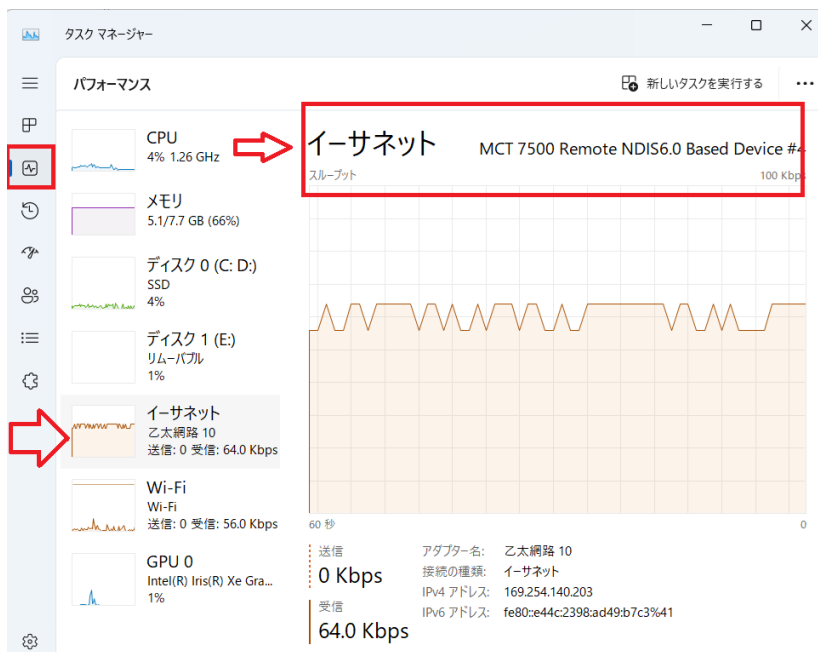 タスク マネージャー
パフォーマンス
新しいタスクを実行する
CPU
4% 1.26 GHz
メモリ
5.1/7.7 GB (66%)
ディスク 0 (C: D:)
SSD
4%
ディスク 1 (E:)
リムーバブル
1%
イーサネット
乙太網路 10
送信: 0 受信: 64.0 Kbps
Wi-Fi
Wi-Fi
送信: 0 受信: 56.0 Kbps
GPU 0
Intel(R) Iris(R) Xe Gra...
1%
イーサネット
MCT 7500 Remote NDIS6.0 Based Device #4
スループット
100 Kbps
60 秒
0
送信
0 Kbps
受信
64.0 Kbps
アダプター名: 乙太網路 10
接続の種類: イーサネット
IPv4 アドレス: 169.254.140.203
IPv6 アドレス: fe80::e44c:2398:ad49:b7c3%41